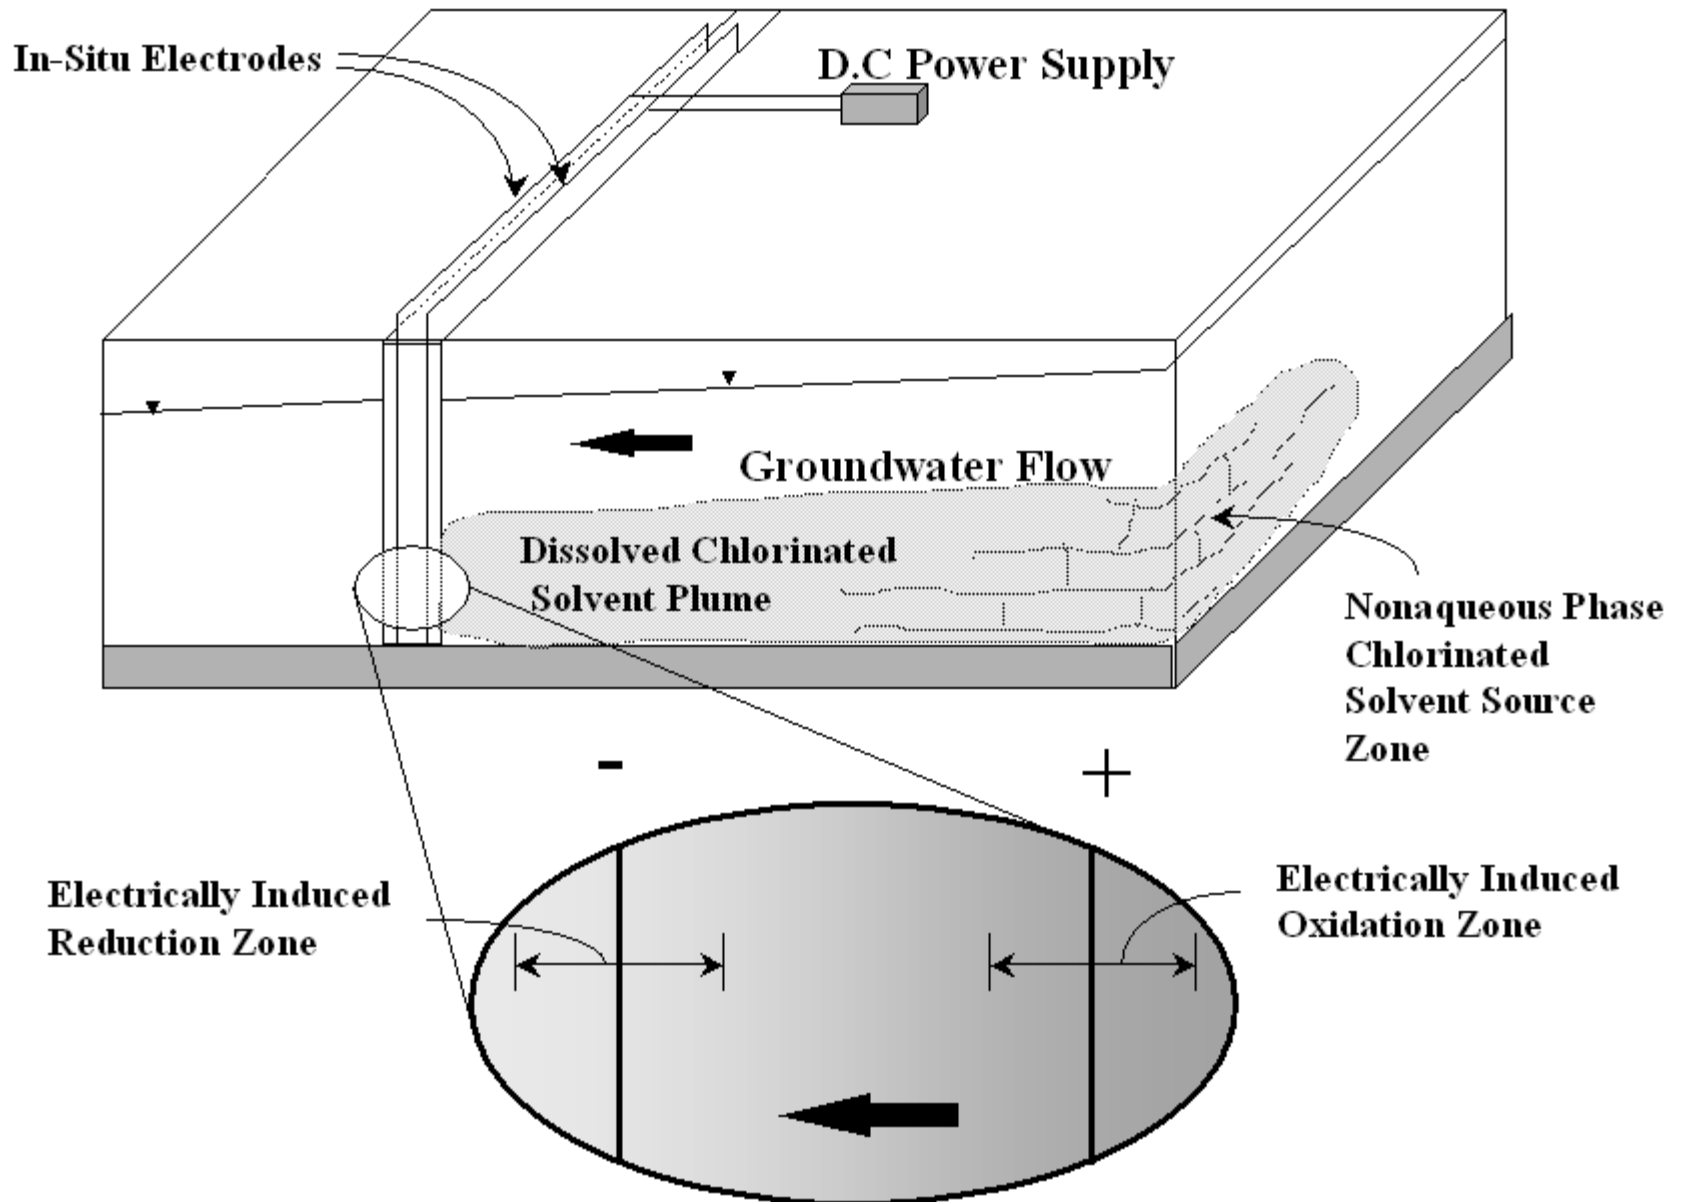 In-Situ Electrodes
D.C Power Supply
Groundwater Flow
Dissolved Chlorinated
Solvent Plume
Nonaqueous Phase
Chlorinated
Solvent Source
Zone
-
+
Electrically Induced
Reduction Zone
Electrically Induced
Oxidation Zone